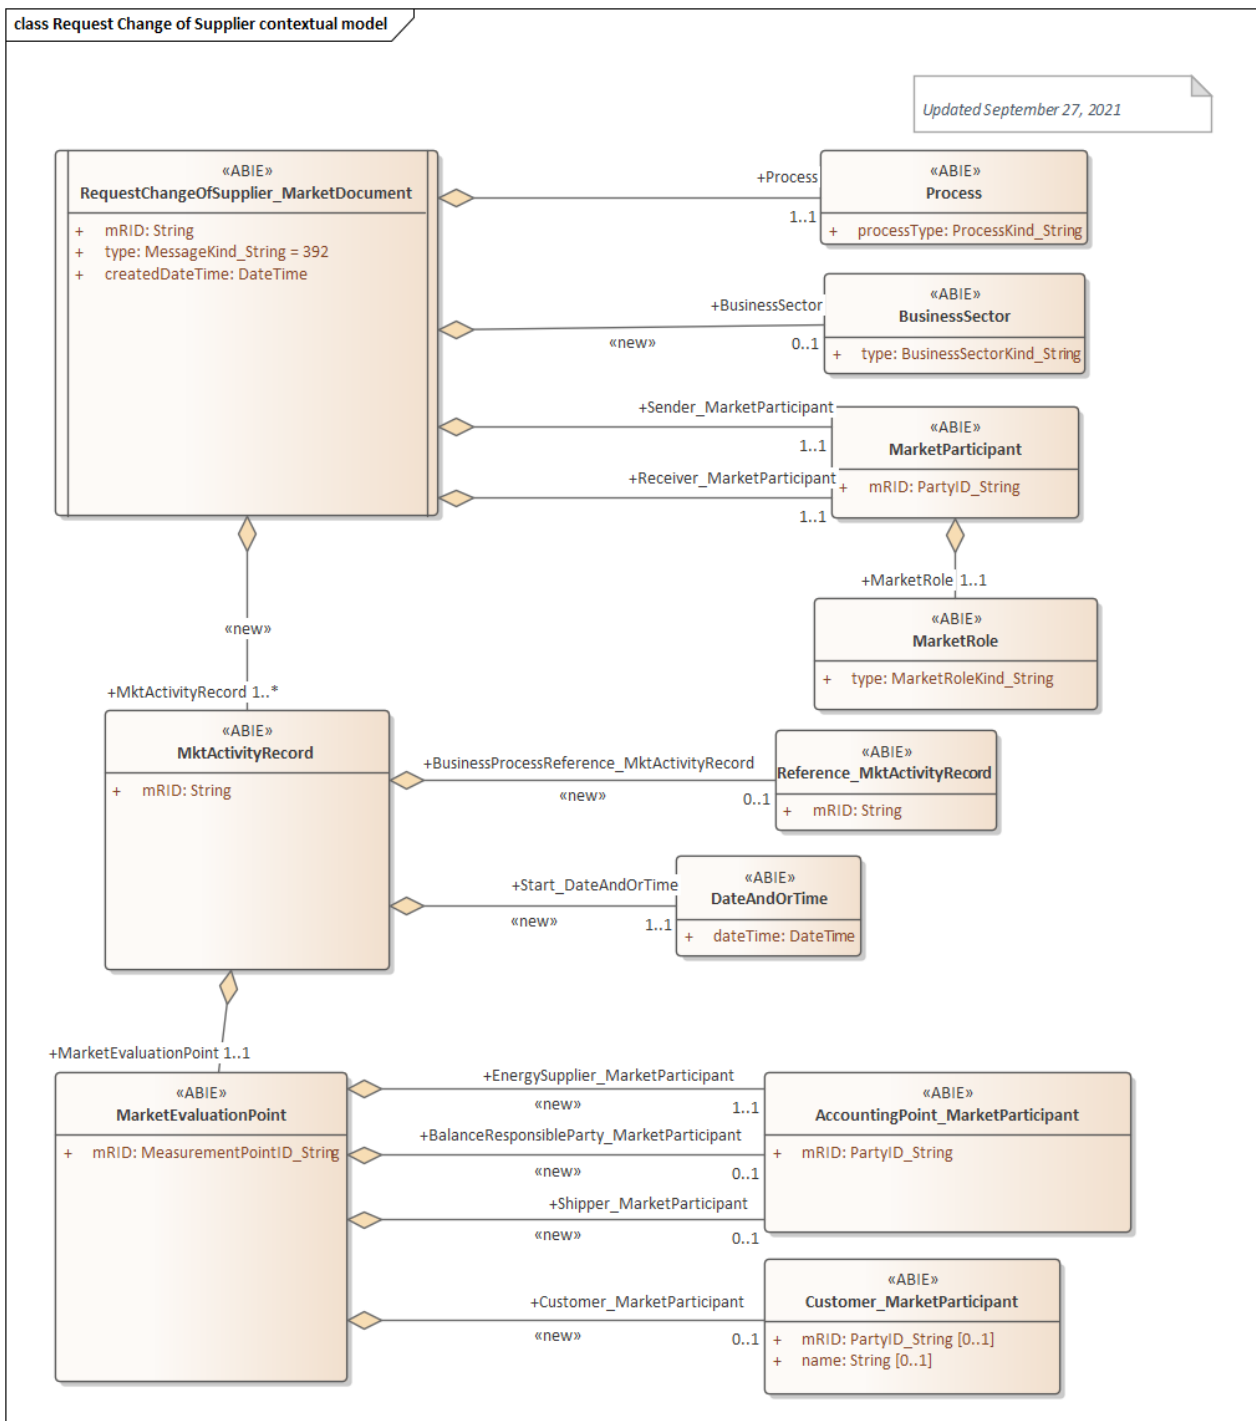 class Request Change of Supplier contextual model
Updated September 27, 2021
«ABIE»
RequestChangeOfSupplier_MarketDocument
+ mRID: String
+ type: MessageKind_String = 392
+ createdDateTime: DateTime
+Process
1..1
«ABIE»
Process
+ processType: ProcessKind_String
+BusinessSector
«new»
0..1
«ABIE»
BusinessSector
+ type: BusinessSectorKind_String
+Sender_MarketParticipant
1..1
+Receiver_MarketParticipant
1..1
«ABIE»
MarketParticipant
+ mRID: PartyID_String
+MarketRole 1..1
«ABIE»
MarketRole
+ type: MarketRoleKind_String
«new»
+MktActivityRecord 1..*
«ABIE»
MktActivityRecord
+ mRID: String
+BusinessProcessReference_MktActivityRecord
«new»
0..1
«ABIE»
Reference_MktActivityRecord
+ mRID: String
+Start_DateAndOrTime
«new»
1..1
«ABIE»
DateAndOrTime
+ dateTime: DateTime
+MarketEvaluationPoint 1..1
«ABIE»
MarketEvaluationPoint
+ mRID: MeasurementPointID_String
+EnergySupplier_MarketParticipant
«new»
1..1
+BalanceResponsibleParty_MarketParticipant
«new»
0..1
+Shipper_MarketParticipant
«new»
0..1
«ABIE»
AccountingPoint_MarketParticipant
+ mRID: PartyID_String
+Customer_MarketParticipant
«new»
0..1
«ABIE»
Customer_MarketParticipant
+ mRID: PartyID_String [0..1]
+ name: String [0..1]